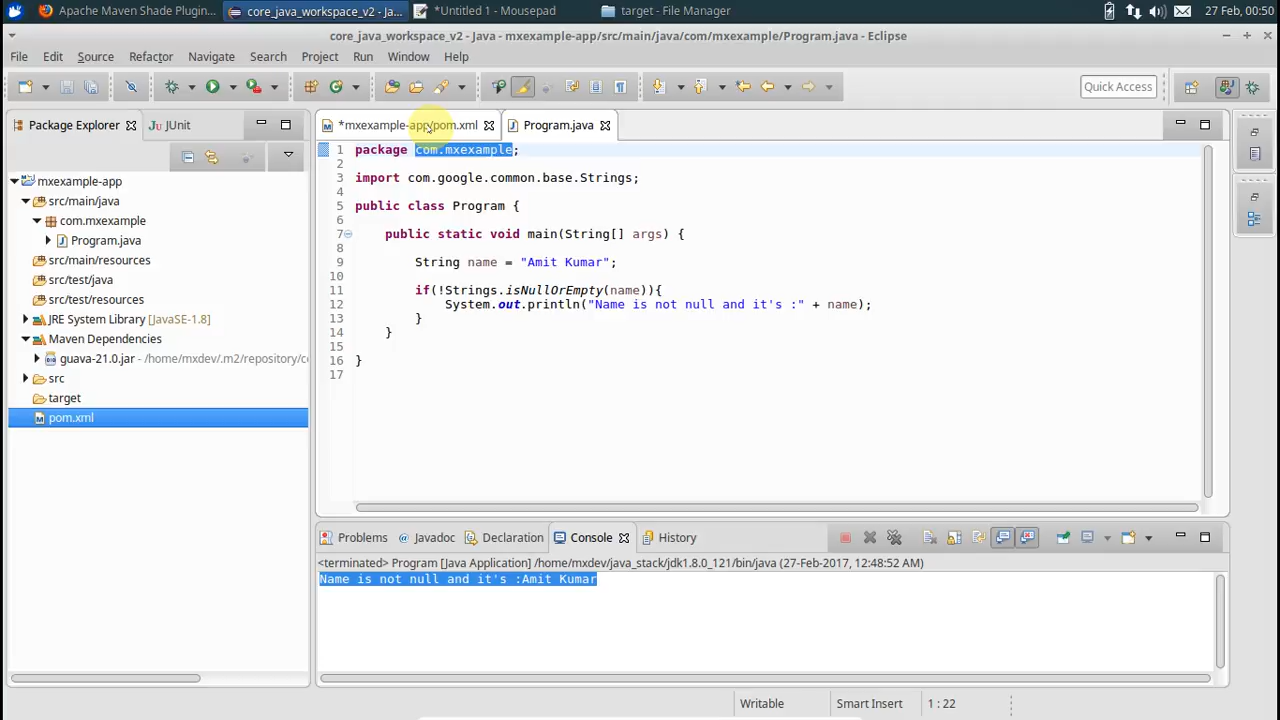 Apache Maven Shade Plugin... core_java_workspace_v2 - Ja... *Untitled 1 - Mousepad target - File Manager 27 Feb, 00:50
core_java_workspace_v2 - Java - mxexample-app/src/main/java/com/mxexample/Program.java - Eclipse
File Edit Source Refactor Navigate Search Project Run Window Help
Quick Access
Package Explorer JUnit
mxexample-app
src/main/java
com.mxexample
Program.java
src/main/resources
src/test/java
src/test/resources
JRE System Library [JavaSE-1.8]
Maven Dependencies
guava-21.0.jar - /home/mxdev/.m2/repository/c
src
target
pom.xml
*mxexample-app/pom.xml Program.java
1 package com.mxexample;
2
3 import com.google.common.base.Strings;
4
5 public class Program {
6
7 public static void main(String[] args) {
8
9 String name = "Amit Kumar";
10
11 if(!Strings.isNullOrEmpty(name)){
12 System.out.println("Name is not null and it's :" + name);
13 }
14 }
15
16 }
17
Problems Javadoc Declaration Console History
<terminated> Program [Java Application] /home/mxdev/java_stack/jdk1.8.0_121/bin/java (27-Feb-2017, 12:48:52 AM)
Name is not null and it's :Amit Kumar
Writable Smart Insert 1 : 22